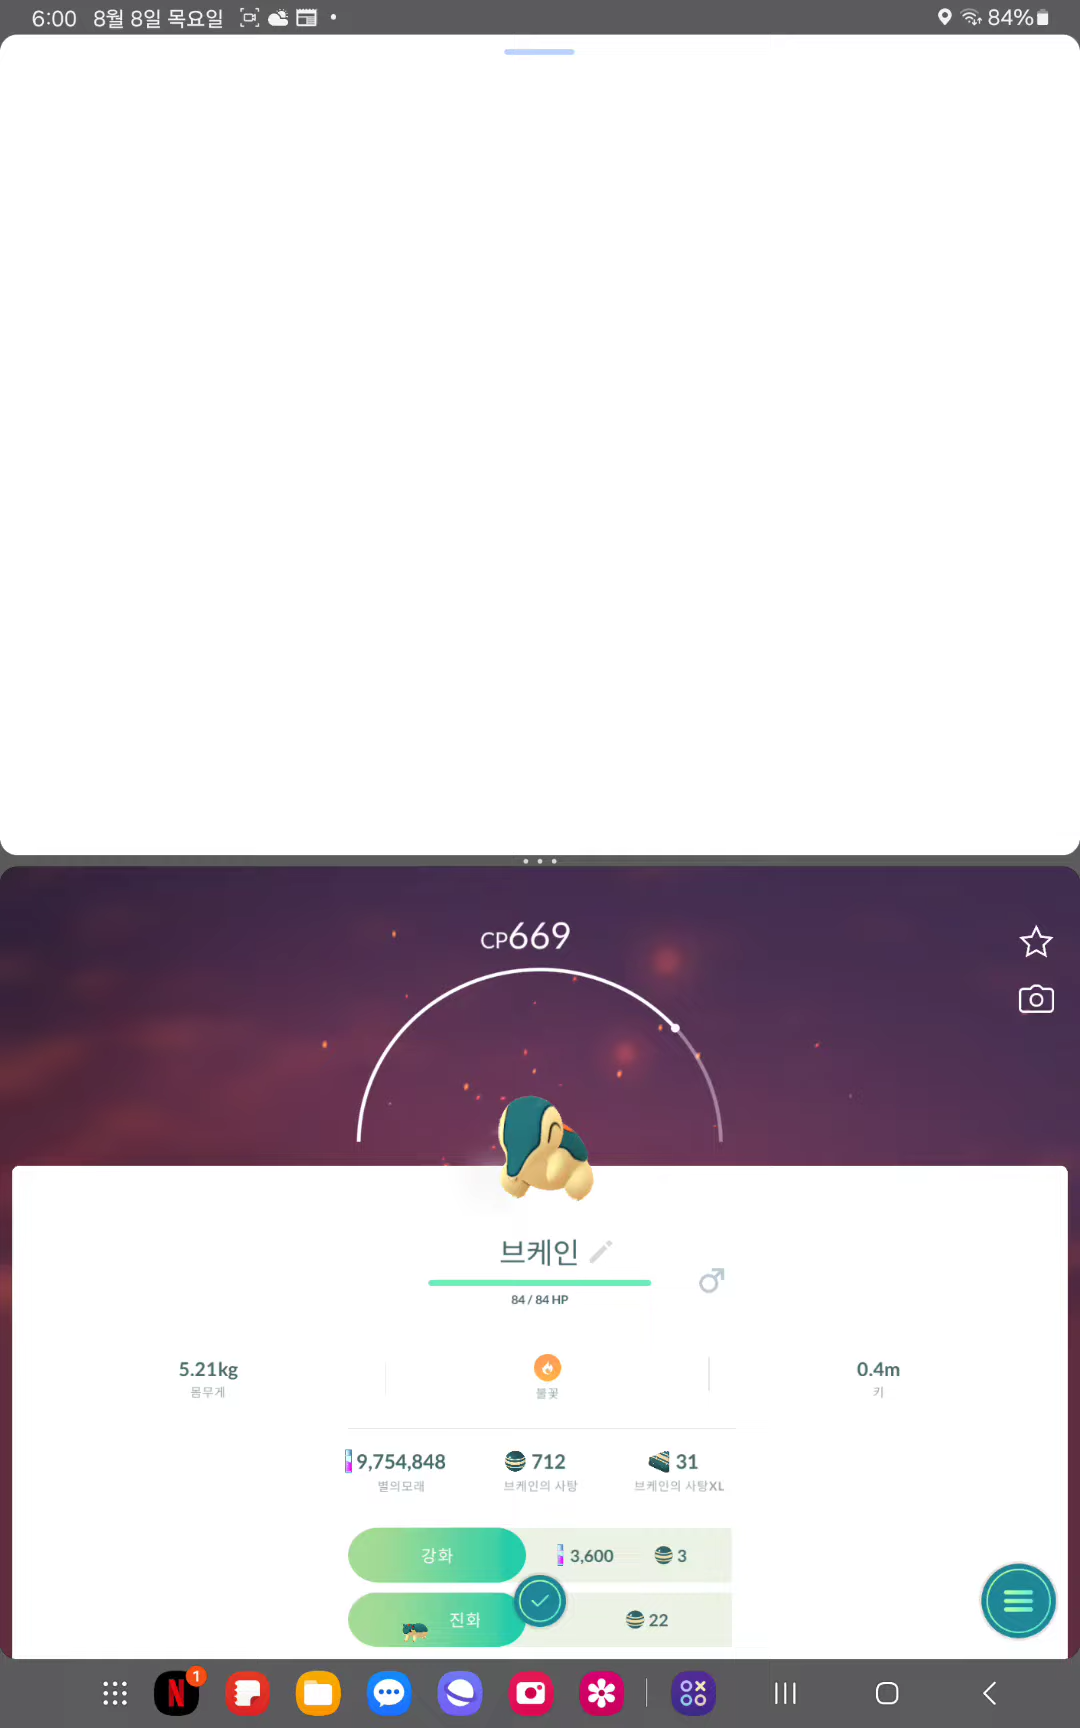 6:00 8월 8일 목요일
84%
CP669
브케인
84 / 84 HP
5.21kg
몸무게
불꽃
0.4m
키
9,754,848
별의모래
712
브케인의 사탕
31
브케인의 사탕XL
강화 3,600 3
진화 22
N 1